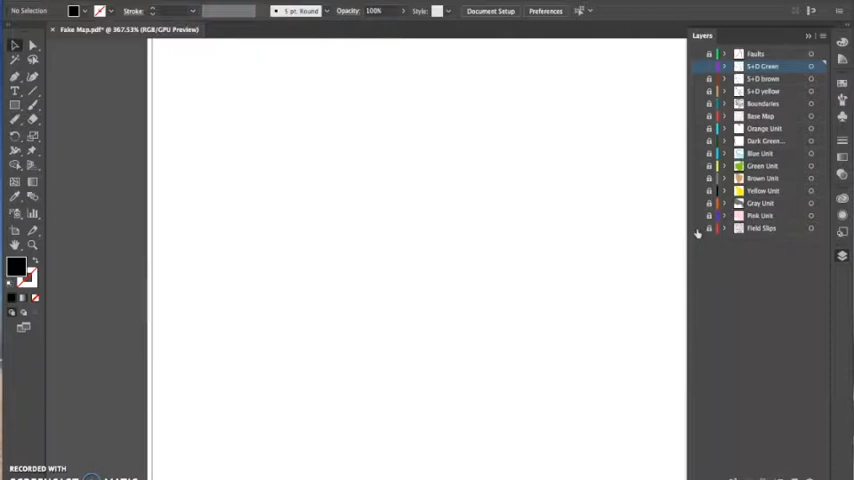 No Selection Stroke: 5 pt. Round Opacity: 100% Style: Document Setup Preferences
× Fake Map.pdf* @ 367.53% (RGB/GPU Preview)
Layers
Faults
S+D Green
S+D brown
S+D yellow
Boundaries
Base Map
Orange Unit
Dark Green...
Blue Unit
Green Unit
Brown Unit
Yellow Unit
Gray Unit
Pink Unit
Field Slips
RECORDED WITH